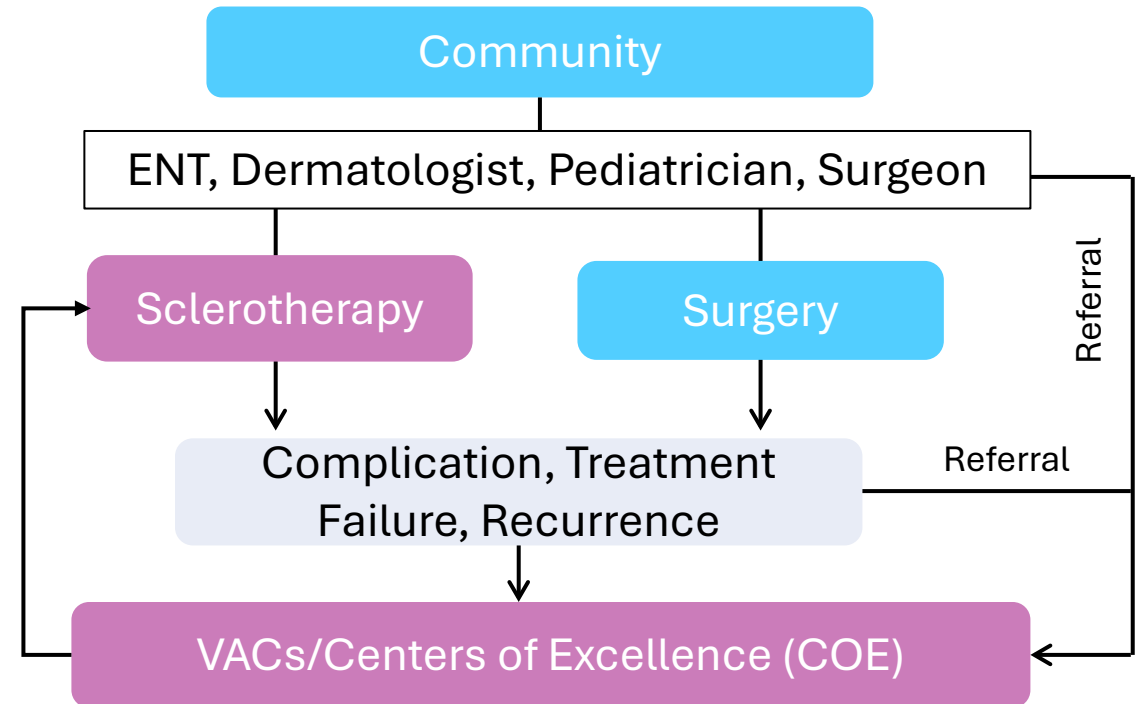 Community
ENT, Dermatologist, Pediatrician, Surgeon
Sclerotherapy
Surgery
Referral
Complication, Treatment
Failure, Recurrence
Referral
VACs/Centers of Excellence (COE)